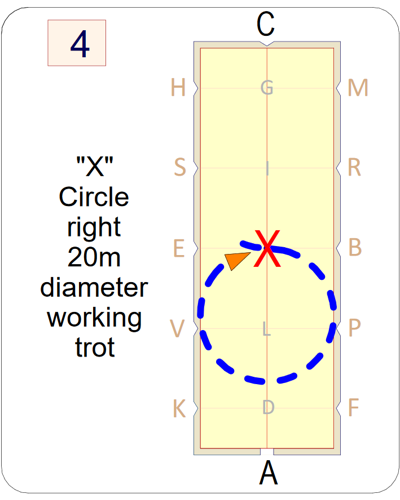 4
C
H G M
S I R
"X"
Circle
right
20m
diameter
working
trot
E X B
V L P
K D F
A